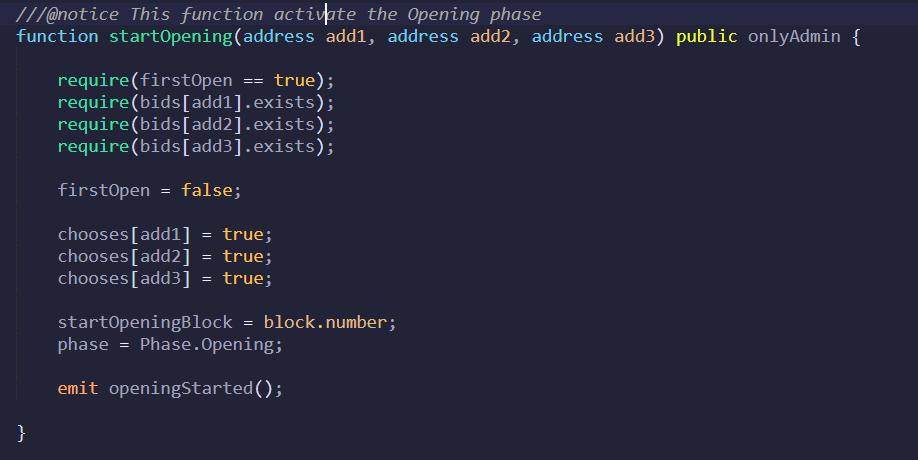 ///@notice This function activate the Opening phase
function startOpening(address add1, address add2, address add3) public onlyAdmin {
require(firstOpen == true);
require(bids[add1].exists);
require(bids[add2].exists);
require(bids[add3].exists);
firstOpen = false;
chooses[add1] = true;
chooses[add2] = true;
chooses[add3] = true;
startOpeningBlock = block.number;
phase = Phase.Opening;
emit openingStarted();
}